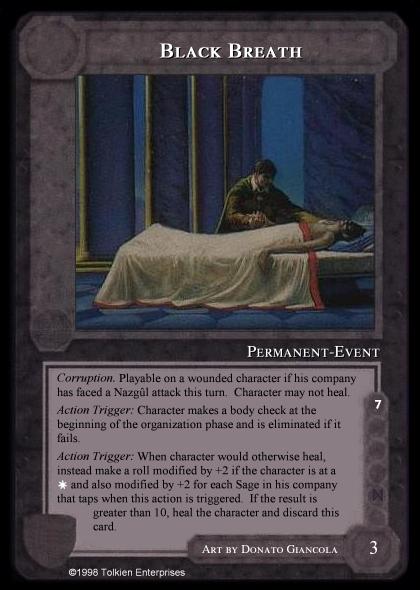 BLACK BREATH
PERMANENT-EVENT
Corruption. Playable on a wounded character if his company
has faced a Nazgûl attack this turn. Character may not heal.
Action Trigger: Character makes a body check at the
beginning of the organization phase and is eliminated if it
fails.
Action Trigger: When character would otherwise heal,
instead make a roll modified by +2 if the character is at a
and also modified by +2 for each Sage in his company
that taps when this action is triggered. If the result is
greater than 10, heal the character and discard this
card.
7
ART BY DONATO GIANCOLA
3
©1998 Tolkien Enterprises